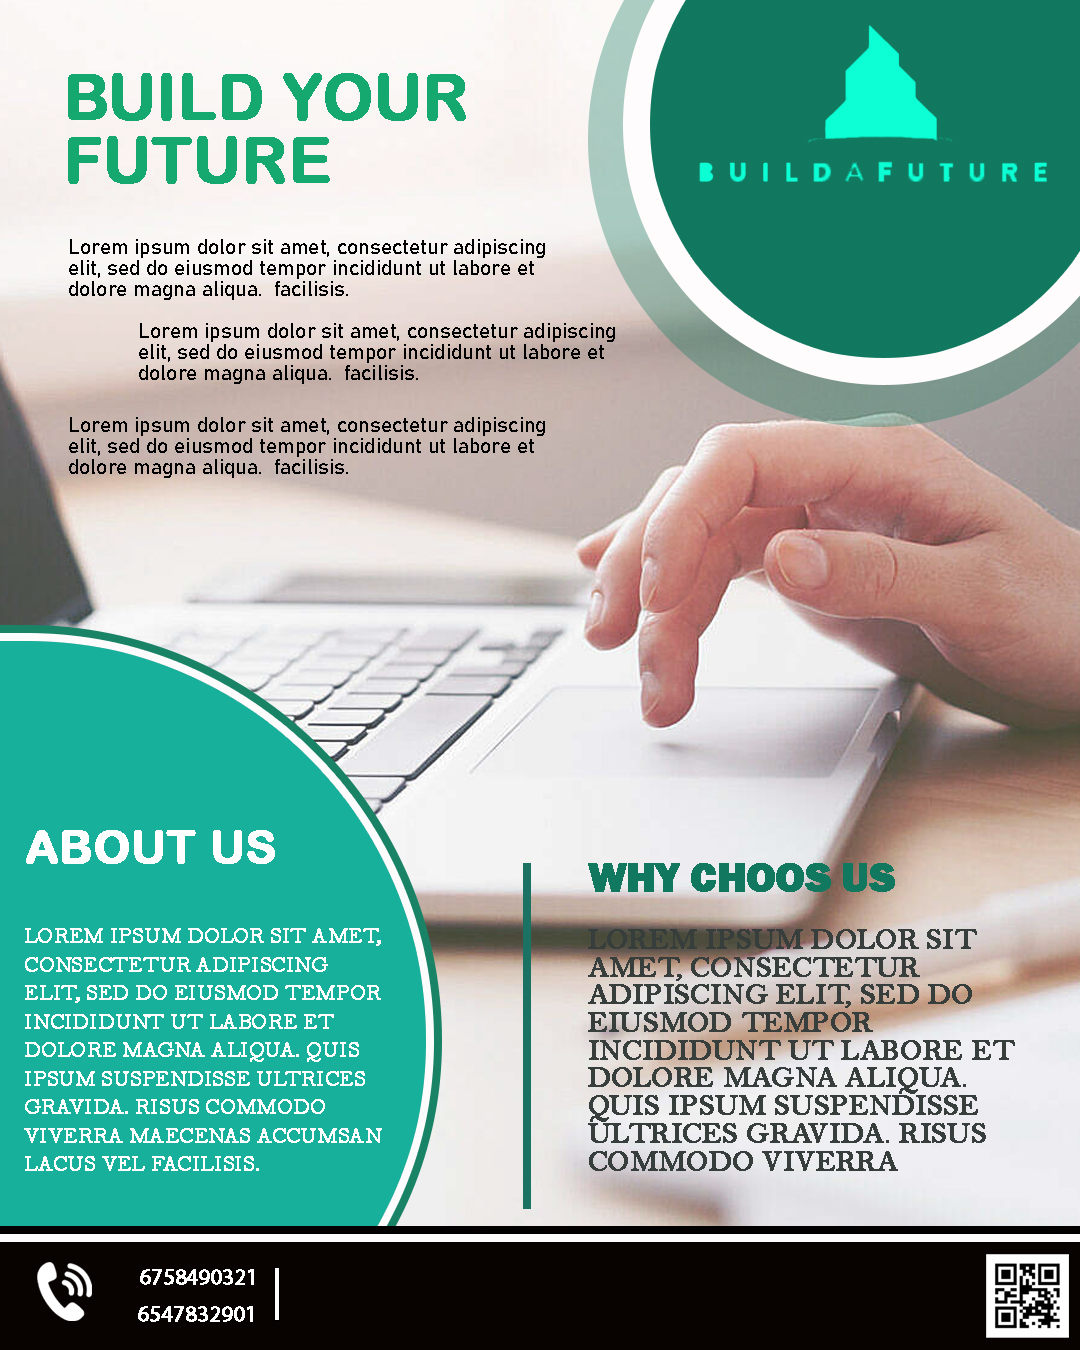 BUILD YOUR
FUTURE
BUILDAFUTURE
Lorem ipsum dolor sit amet, consectetur adipiscing
elit, sed do eiusmod tempor incididunt ut labore et
dolore magna aliqua.  facilisis.
Lorem ipsum dolor sit amet, consectetur adipiscing
elit, sed do eiusmod tempor incididunt ut labore et
dolore magna aliqua.  facilisis.
Lorem ipsum dolor sit amet, consectetur adipiscing
elit, sed do eiusmod tempor incididunt ut labore et
dolore magna aliqua.  facilisis.
ABOUT US
LOREM IPSUM DOLOR SIT AMET,
CONSECTETUR ADIPISCING
ELIT, SED DO EIUSMOD TEMPOR
INCIDIDUNT UT LABORE ET
DOLORE MAGNA ALIQUA. QUIS
IPSUM SUSPENDISSE ULTRICES
GRAVIDA. RISUS COMMODO
VIVERRA MAECENAS ACCUMSAN
LACUS VEL FACILISIS.
WHY CHOOS US
LOREM IPSUM DOLOR SIT
AMET, CONSECTETUR
ADIPISCING ELIT, SED DO
EIUSMOD TEMPOR
INCIDIDUNT UT LABORE ET
DOLORE MAGNA ALIQUA.
QUIS IPSUM SUSPENDISSE
ULTRICES GRAVIDA. RISUS
COMMODO VIVERRA
6758490321
6547832901